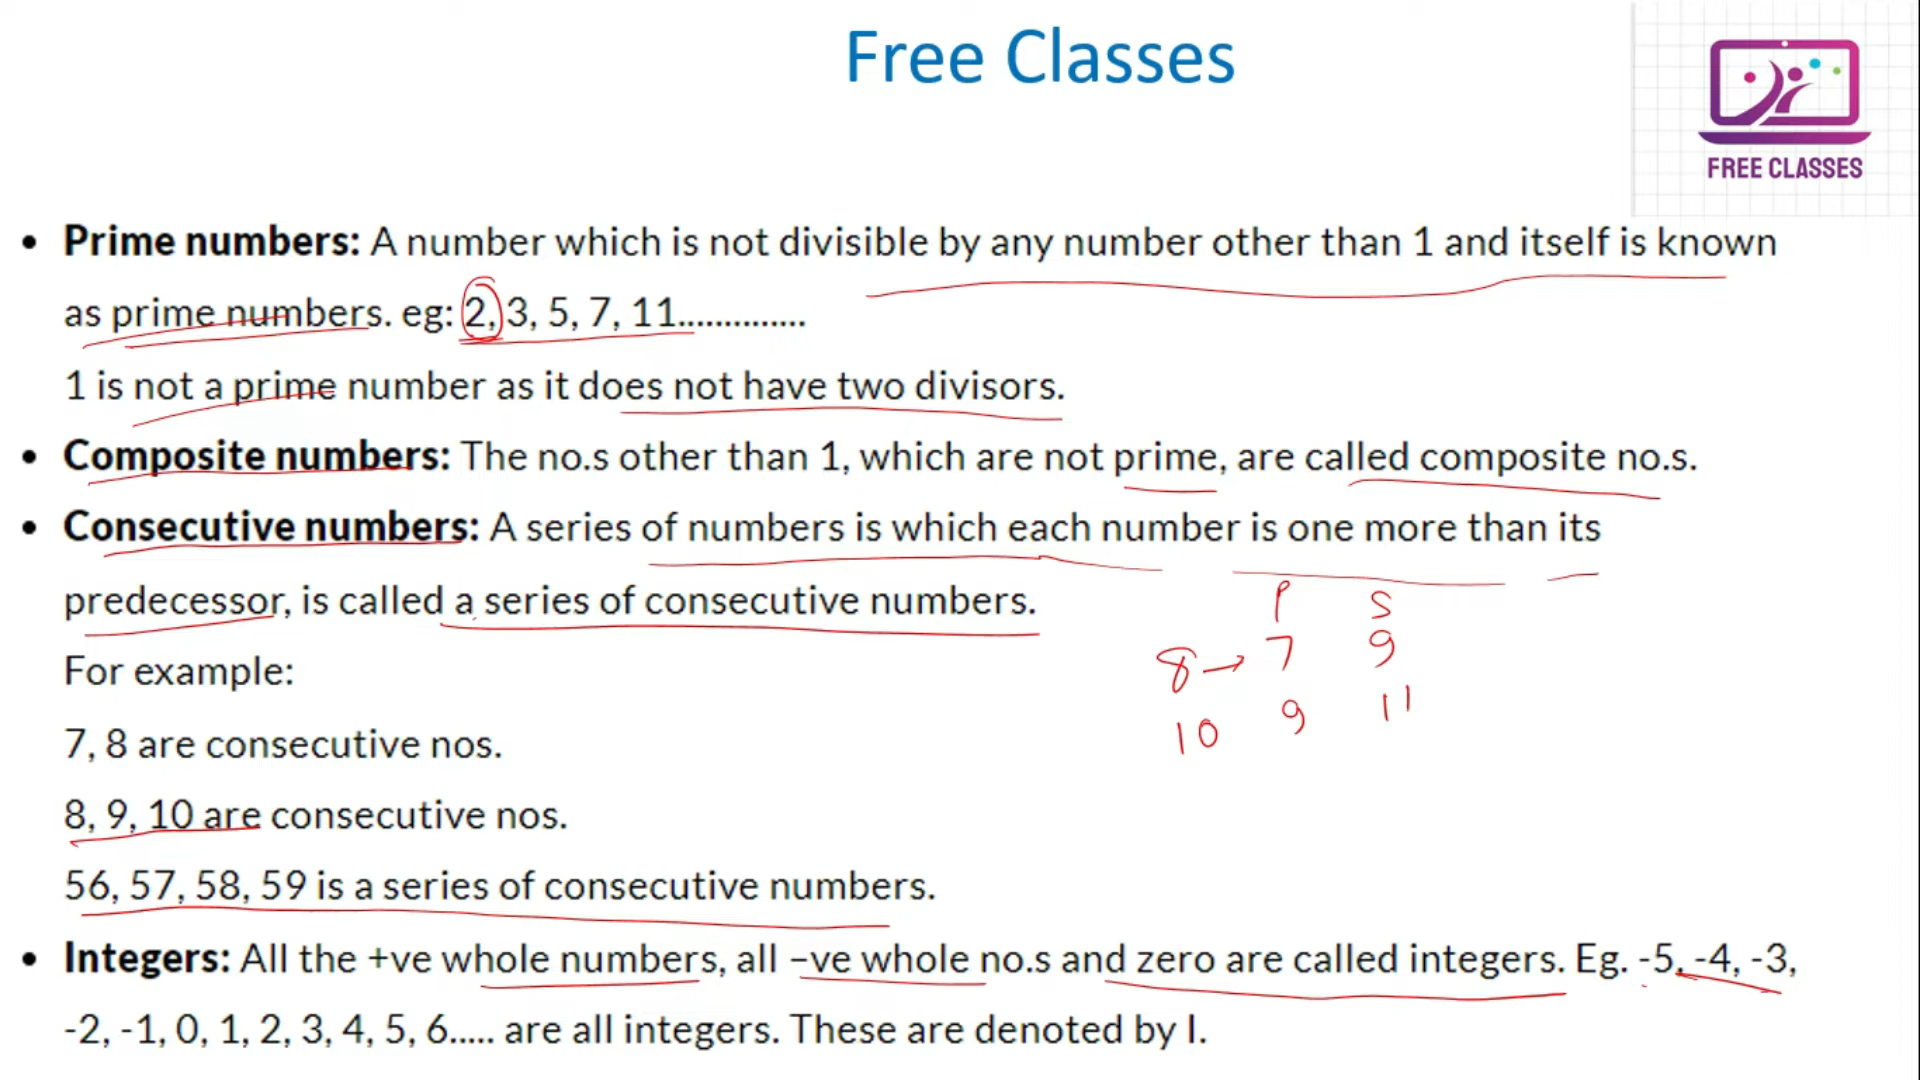 Free Classes
FREE CLASSES
• Prime numbers: A number which is not divisible by any number other than 1 and itself is known
as prime numbers. eg: 2, 3, 5, 7, 11..............
1 is not a prime number as it does not have two divisors.
• Composite numbers: The no.s other than 1, which are not prime, are called composite no.s.
• Consecutive numbers: A series of numbers is which each number is one more than its
predecessor, is called a series of consecutive numbers.
P S
8 → 7 9
10 9 11
For example:
7, 8 are consecutive nos.
8, 9, 10 are consecutive nos.
56, 57, 58, 59 is a series of consecutive numbers.
• Integers: All the +ve whole numbers, all –ve whole no.s and zero are called integers. Eg. -5, -4, -3,
-2, -1, 0, 1, 2, 3, 4, 5, 6..... are all integers. These are denoted by I.